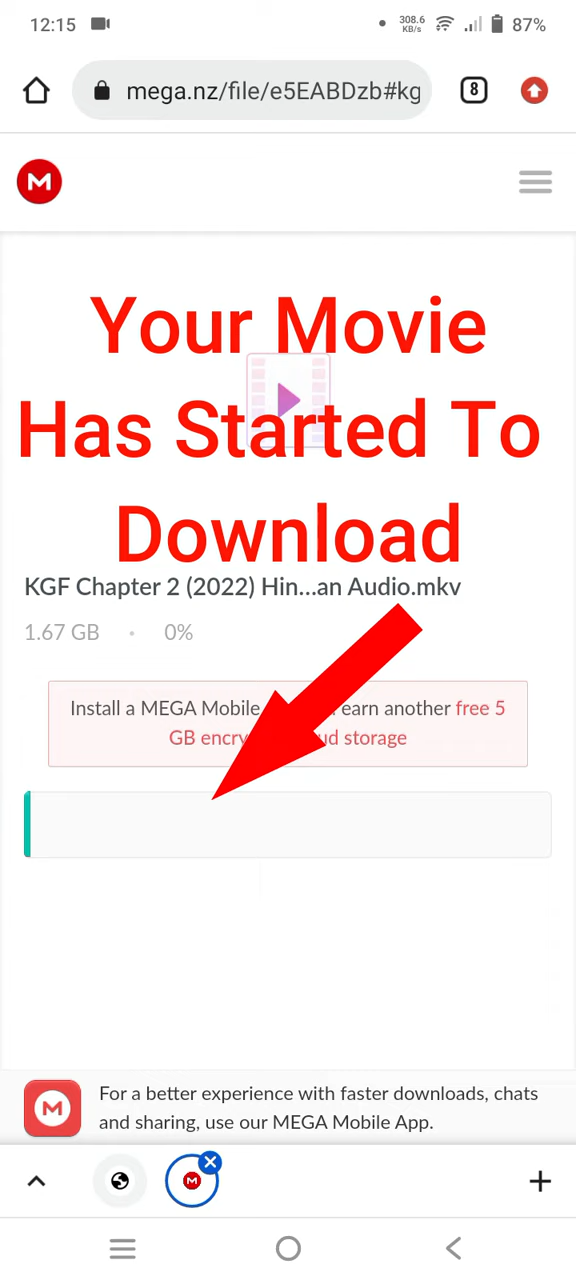 12:15
308.6
KB/s
87%
mega.nz/file/e5EABDzb#kg
8
M
Your Movie
Has Started To
Download
KGF Chapter 2 (2022) Hin...an Audio.mkv
1.67 GB • 0%
Install a MEGA Mobile earn another free 5
GB encry ud storage
M
For a better experience with faster downloads, chats
and sharing, use our MEGA Mobile App.
M